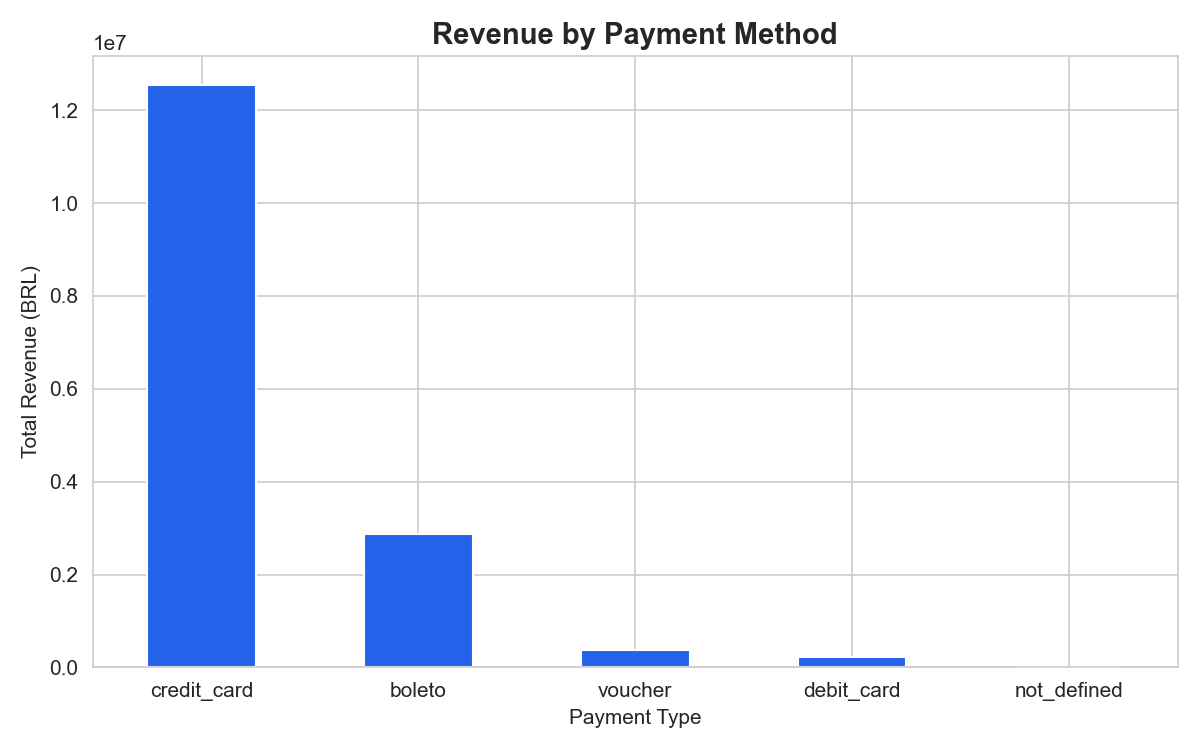 Revenue by Payment Method
1e7
1.2
1.0
0.8
0.6
0.4
0.2
0.0
Total Revenue (BRL)
credit_card boleto voucher debit_card not_defined
Payment Type